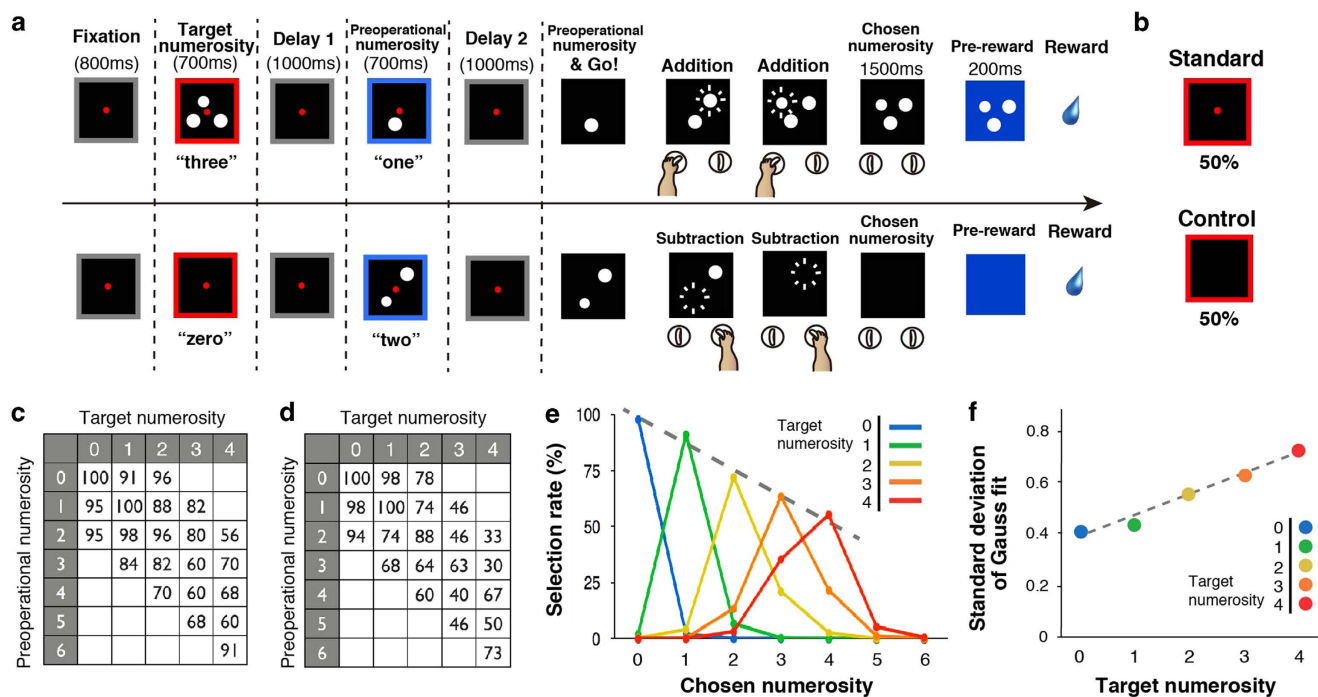 a
Fixation
(800ms)
Target
numerosity
(700ms)
Delay 1
(1000ms)
Preoperational
numerosity
(700ms)
Delay 2
(1000ms)
Preoperational
numerosity
& Go!
Addition
Addition
Chosen
numerosity
1500ms
Pre-reward
200ms
Reward
“three”
“one”
Subtraction
Subtraction
Chosen
numerosity
Pre-reward
Reward
“zero”
“two”
b
Standard
50%
Control
50%
c
Target numerosity
Preoperational numerosity
0 1 2 3 4
0 100 91 96
1 95 100 88 82
2 95 98 96 80 56
3 84 82 60 70
4 70 60 68
5 68 60
6 91
d
Target numerosity
Preoperational numerosity
0 1 2 3 4
0 100 98 78
1 98 100 74 46
2 94 74 88 46 33
3 68 64 63 30
4 60 40 67
5 46 50
6 73
e
Selection rate (%)
100
75
50
25
0
0 1 2 3 4 5 6
Chosen numerosity
Target
numerosity
0
1
2
3
4
f
Standard deviation
of Gauss fit
0.8
0.6
0.4
0.2
0
0 1 2 3 4
Target numerosity
Target
numerosity
0
1
2
3
4